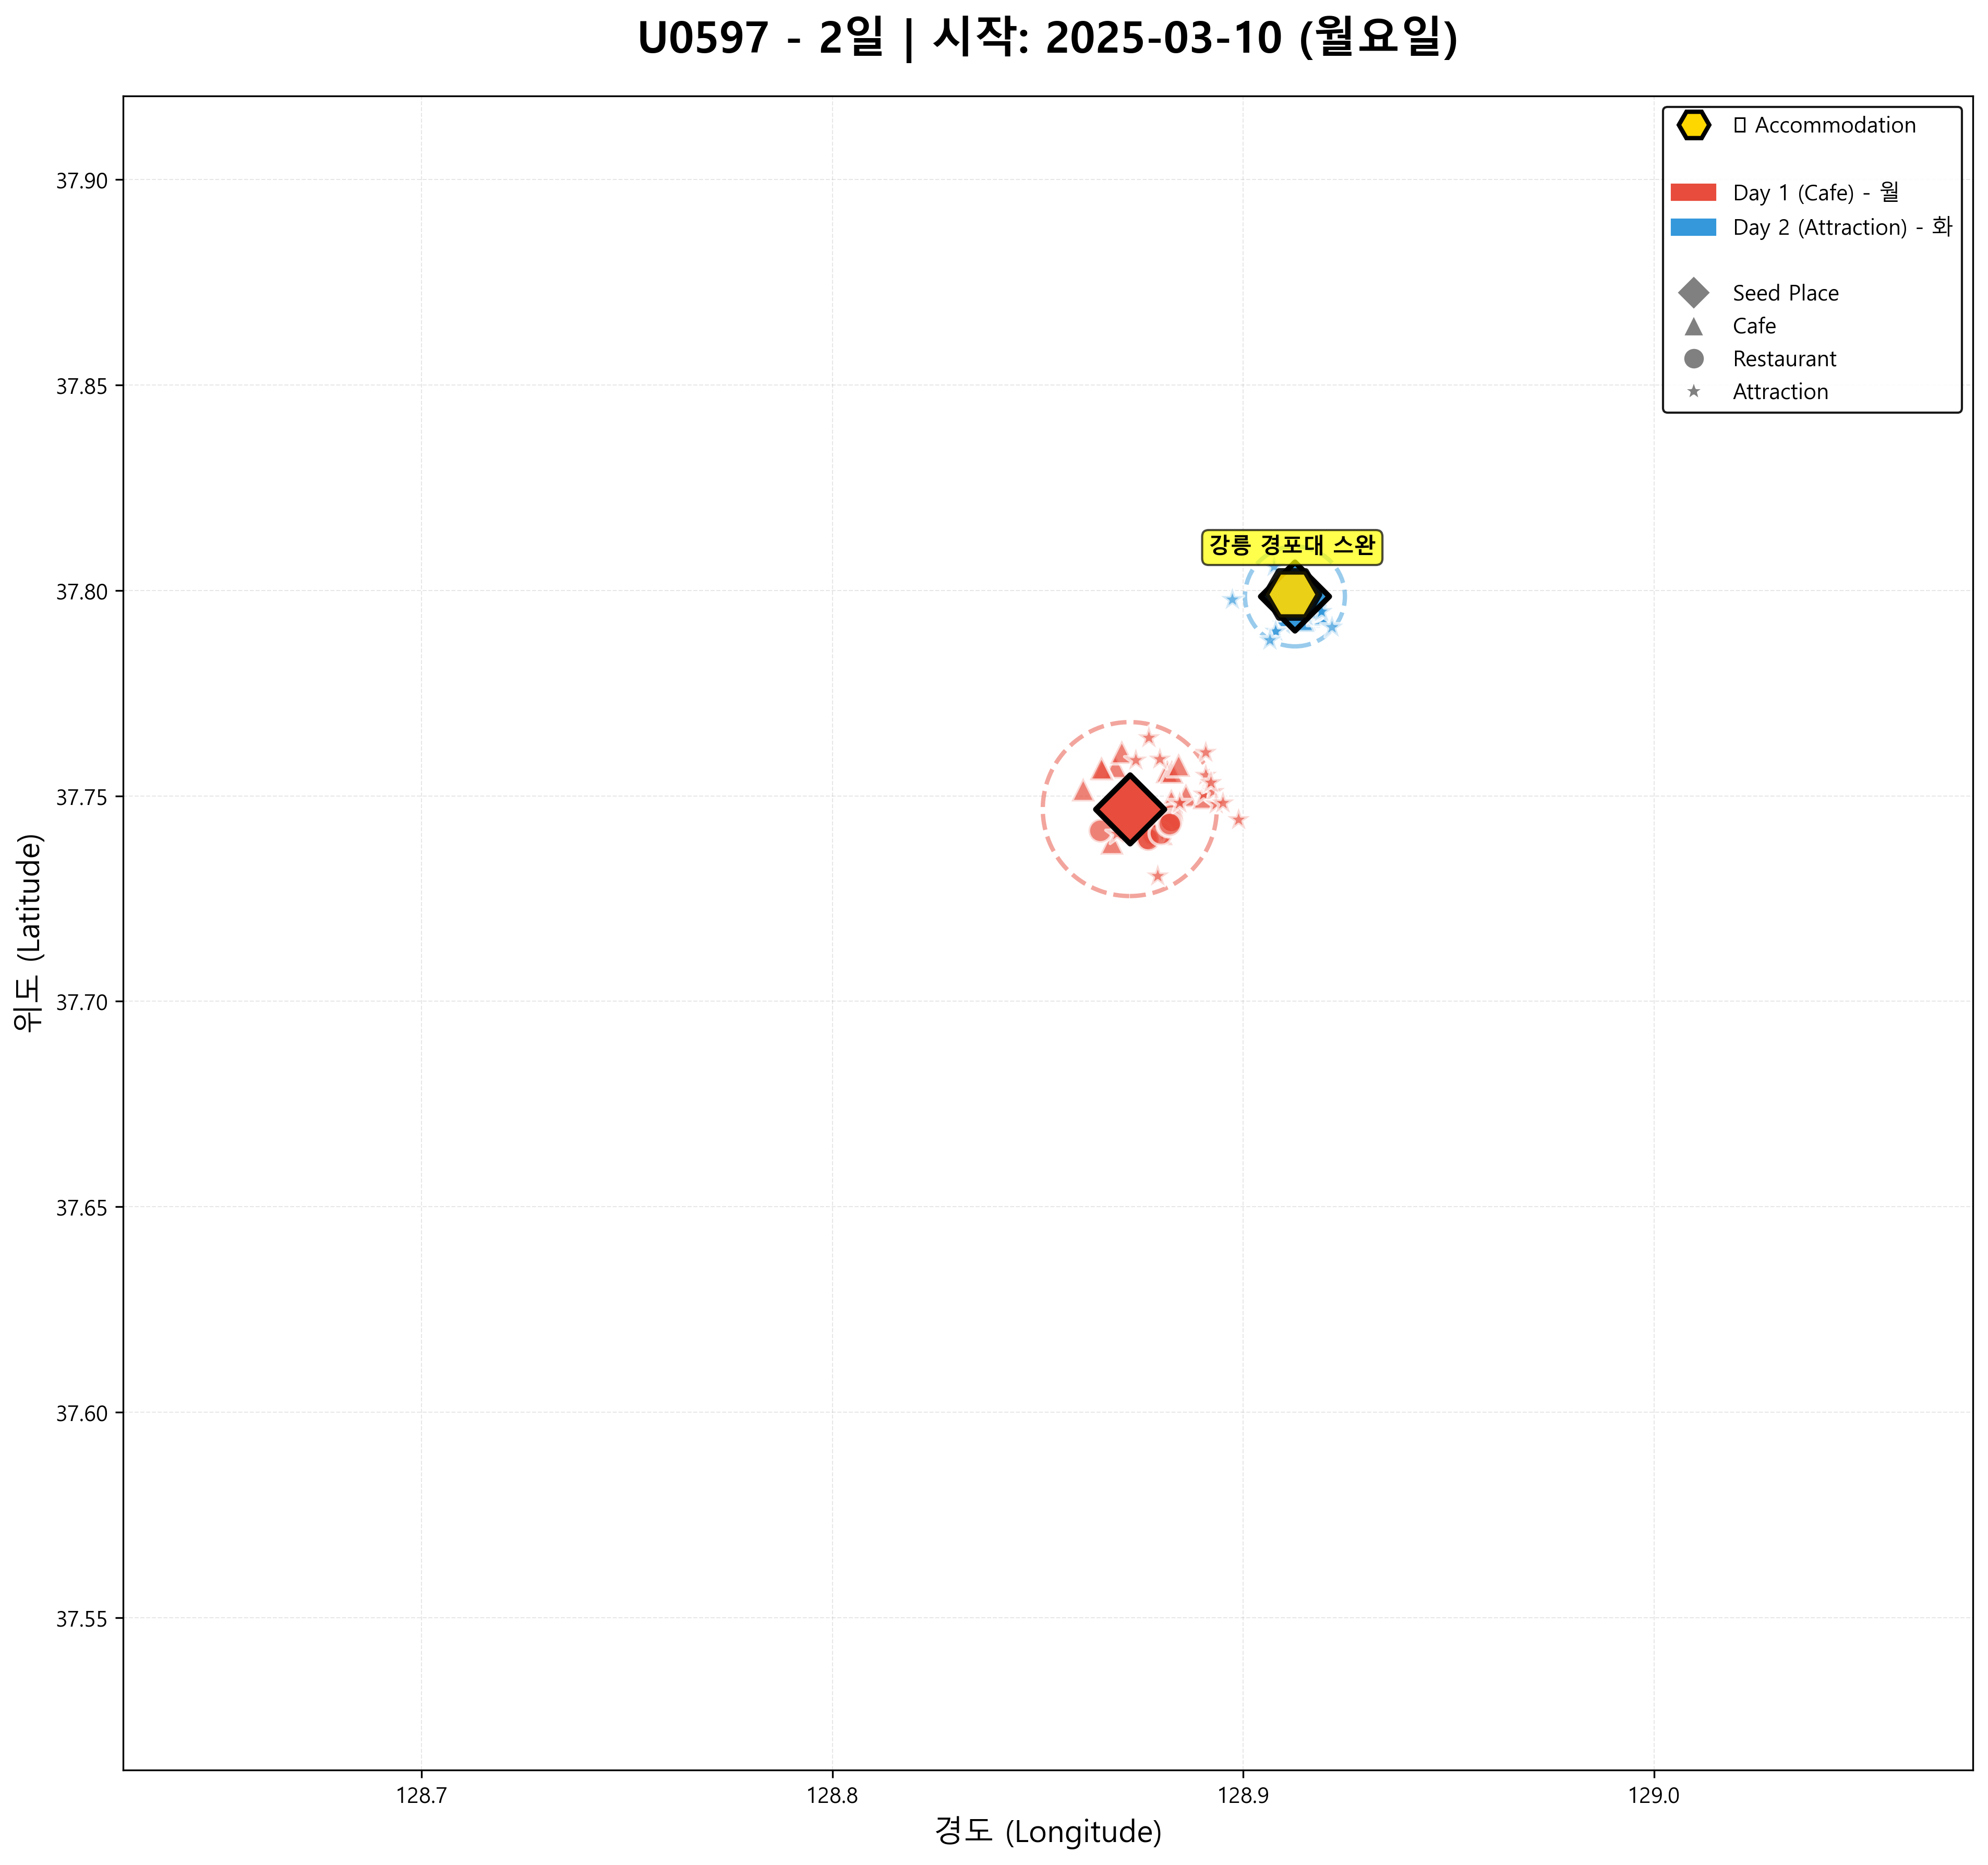 U0597 - 2일 | 시작: 2025-03-10 (월요일)
▯ Accommodation
Day 1 (Cafe) - 월
Day 2 (Attraction) - 화
Seed Place
Cafe
Restaurant
Attraction
강릉 경포대 스완
37.90
37.85
37.80
37.75
37.70
37.65
37.60
37.55
위도 (Latitude)
128.7
128.8
128.9
129.0
경도 (Longitude)